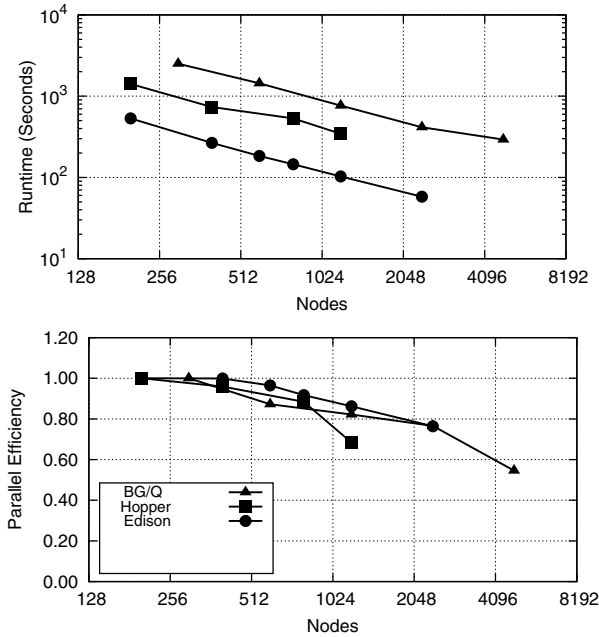 10^4
10^3
10^2
10^1
Runtime (Seconds)
128 256 512 1024 2048 4096 8192
Nodes
1.20
1.00
0.80
0.60
0.40
0.20
0.00
Parallel Efficiency
BG/Q
Hopper
Edison
128 256 512 1024 2048 4096 8192
Nodes